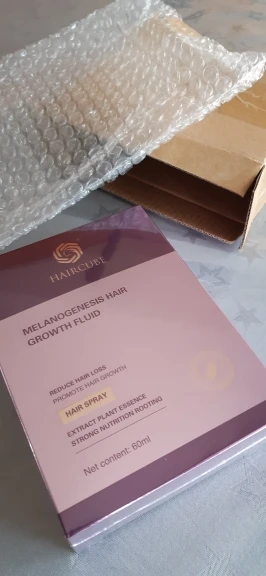 HAIRCUBE
MELANOGENESIS HAIR
GROWTH FLUID
REDUCE HAIR LOSS
PROMOTE HAIR GROWTH
HAIR SPRAY
EXTRACT PLANT ESSENCE
STRONG NUTRITION ROOTING
Net content: 60ml